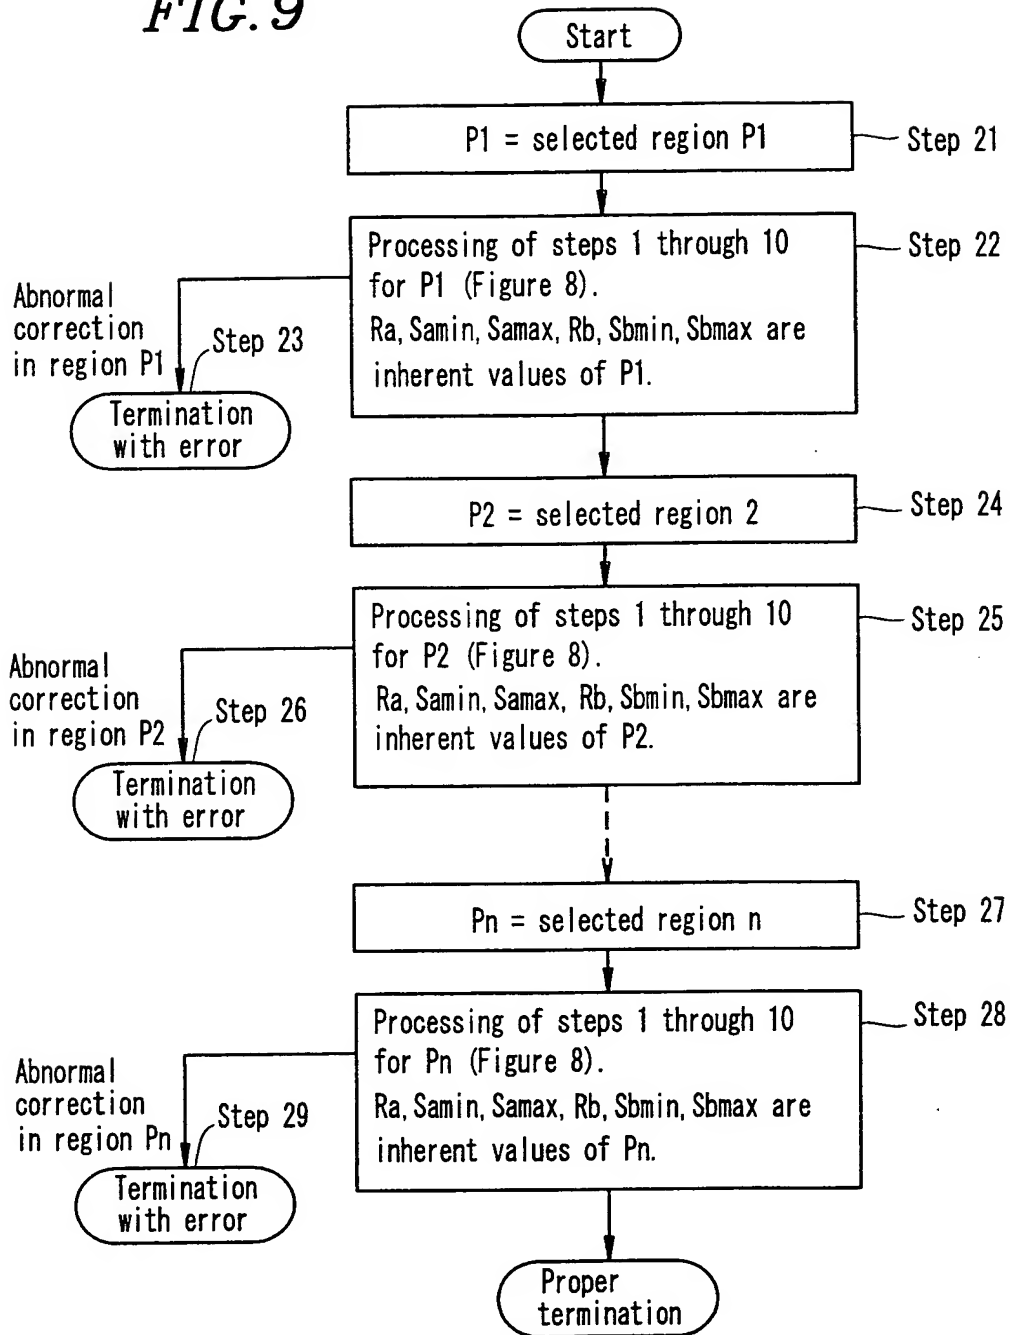 FIG. 9
Start
P1 = selected region P1
Step 21
Processing of steps 1 through 10
for P1 (Figure 8).
Ra, Samin, Samax, Rb, Sbmin, Sbmax are
inherent values of P1.
Step 22
Abnormal
correction
in region P1
Step 23
Termination
with error
P2 = selected region 2
Step 24
Processing of steps 1 through 10
for P2 (Figure 8).
Ra, Samin, Samax, Rb, Sbmin, Sbmax are
inherent values of P2.
Step 25
Abnormal
correction
in region P2
Step 26
Termination
with error
Pn = selected region n
Step 27
Processing of steps 1 through 10
for Pn (Figure 8).
Ra, Samin, Samax, Rb, Sbmin, Sbmax are
inherent values of Pn.
Step 28
Abnormal
correction
in region Pn
Step 29
Termination
with error
Proper
termination